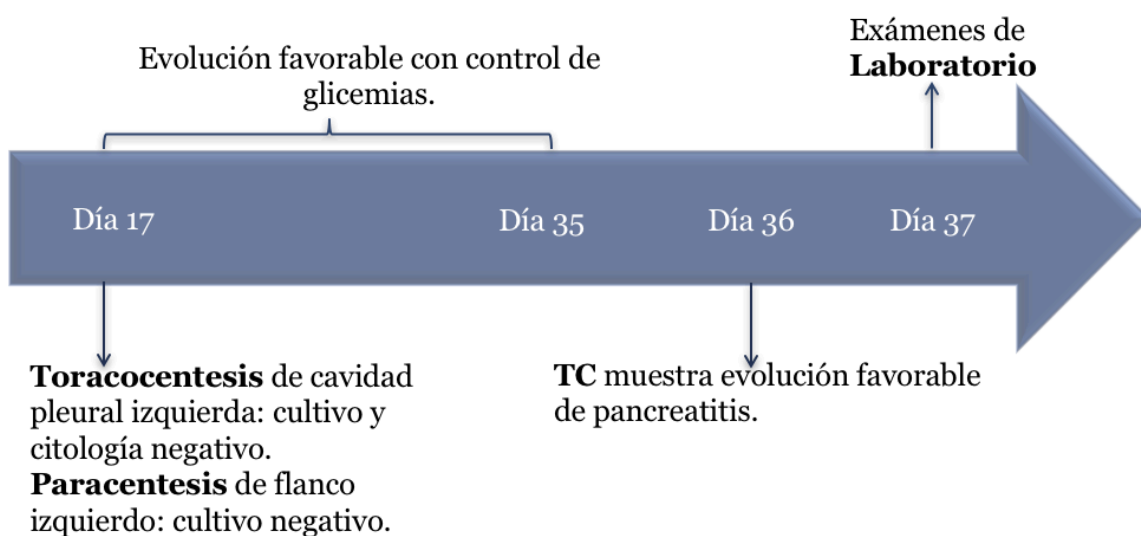 Evolución favorable con control de
glicemias.
Exámenes de
Laboratorio
Día 17
Día 35
Día 36
Día 37
Toracocentesis de cavidad
pleural izquierda: cultivo y
citología negativo.
Paracentesis de flanco
izquierdo: cultivo negativo.
TC muestra evolución favorable
de pancreatitis.